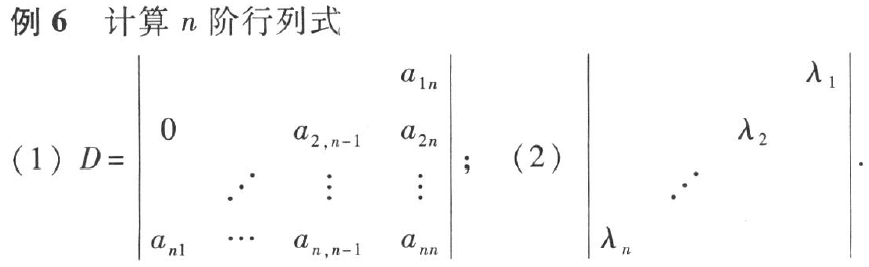 例 6 计算 n 阶行列式
(1) D = | a_{1n} ; 0 a_{2,n-1} a_{2n} ; ⋰ ⋮ ⋮ ; a_{n1} ⋯ a_{n,n-1} a_{nn} | ; (2) | λ_1 ; λ_2 ; ⋰ ; λ_n | .